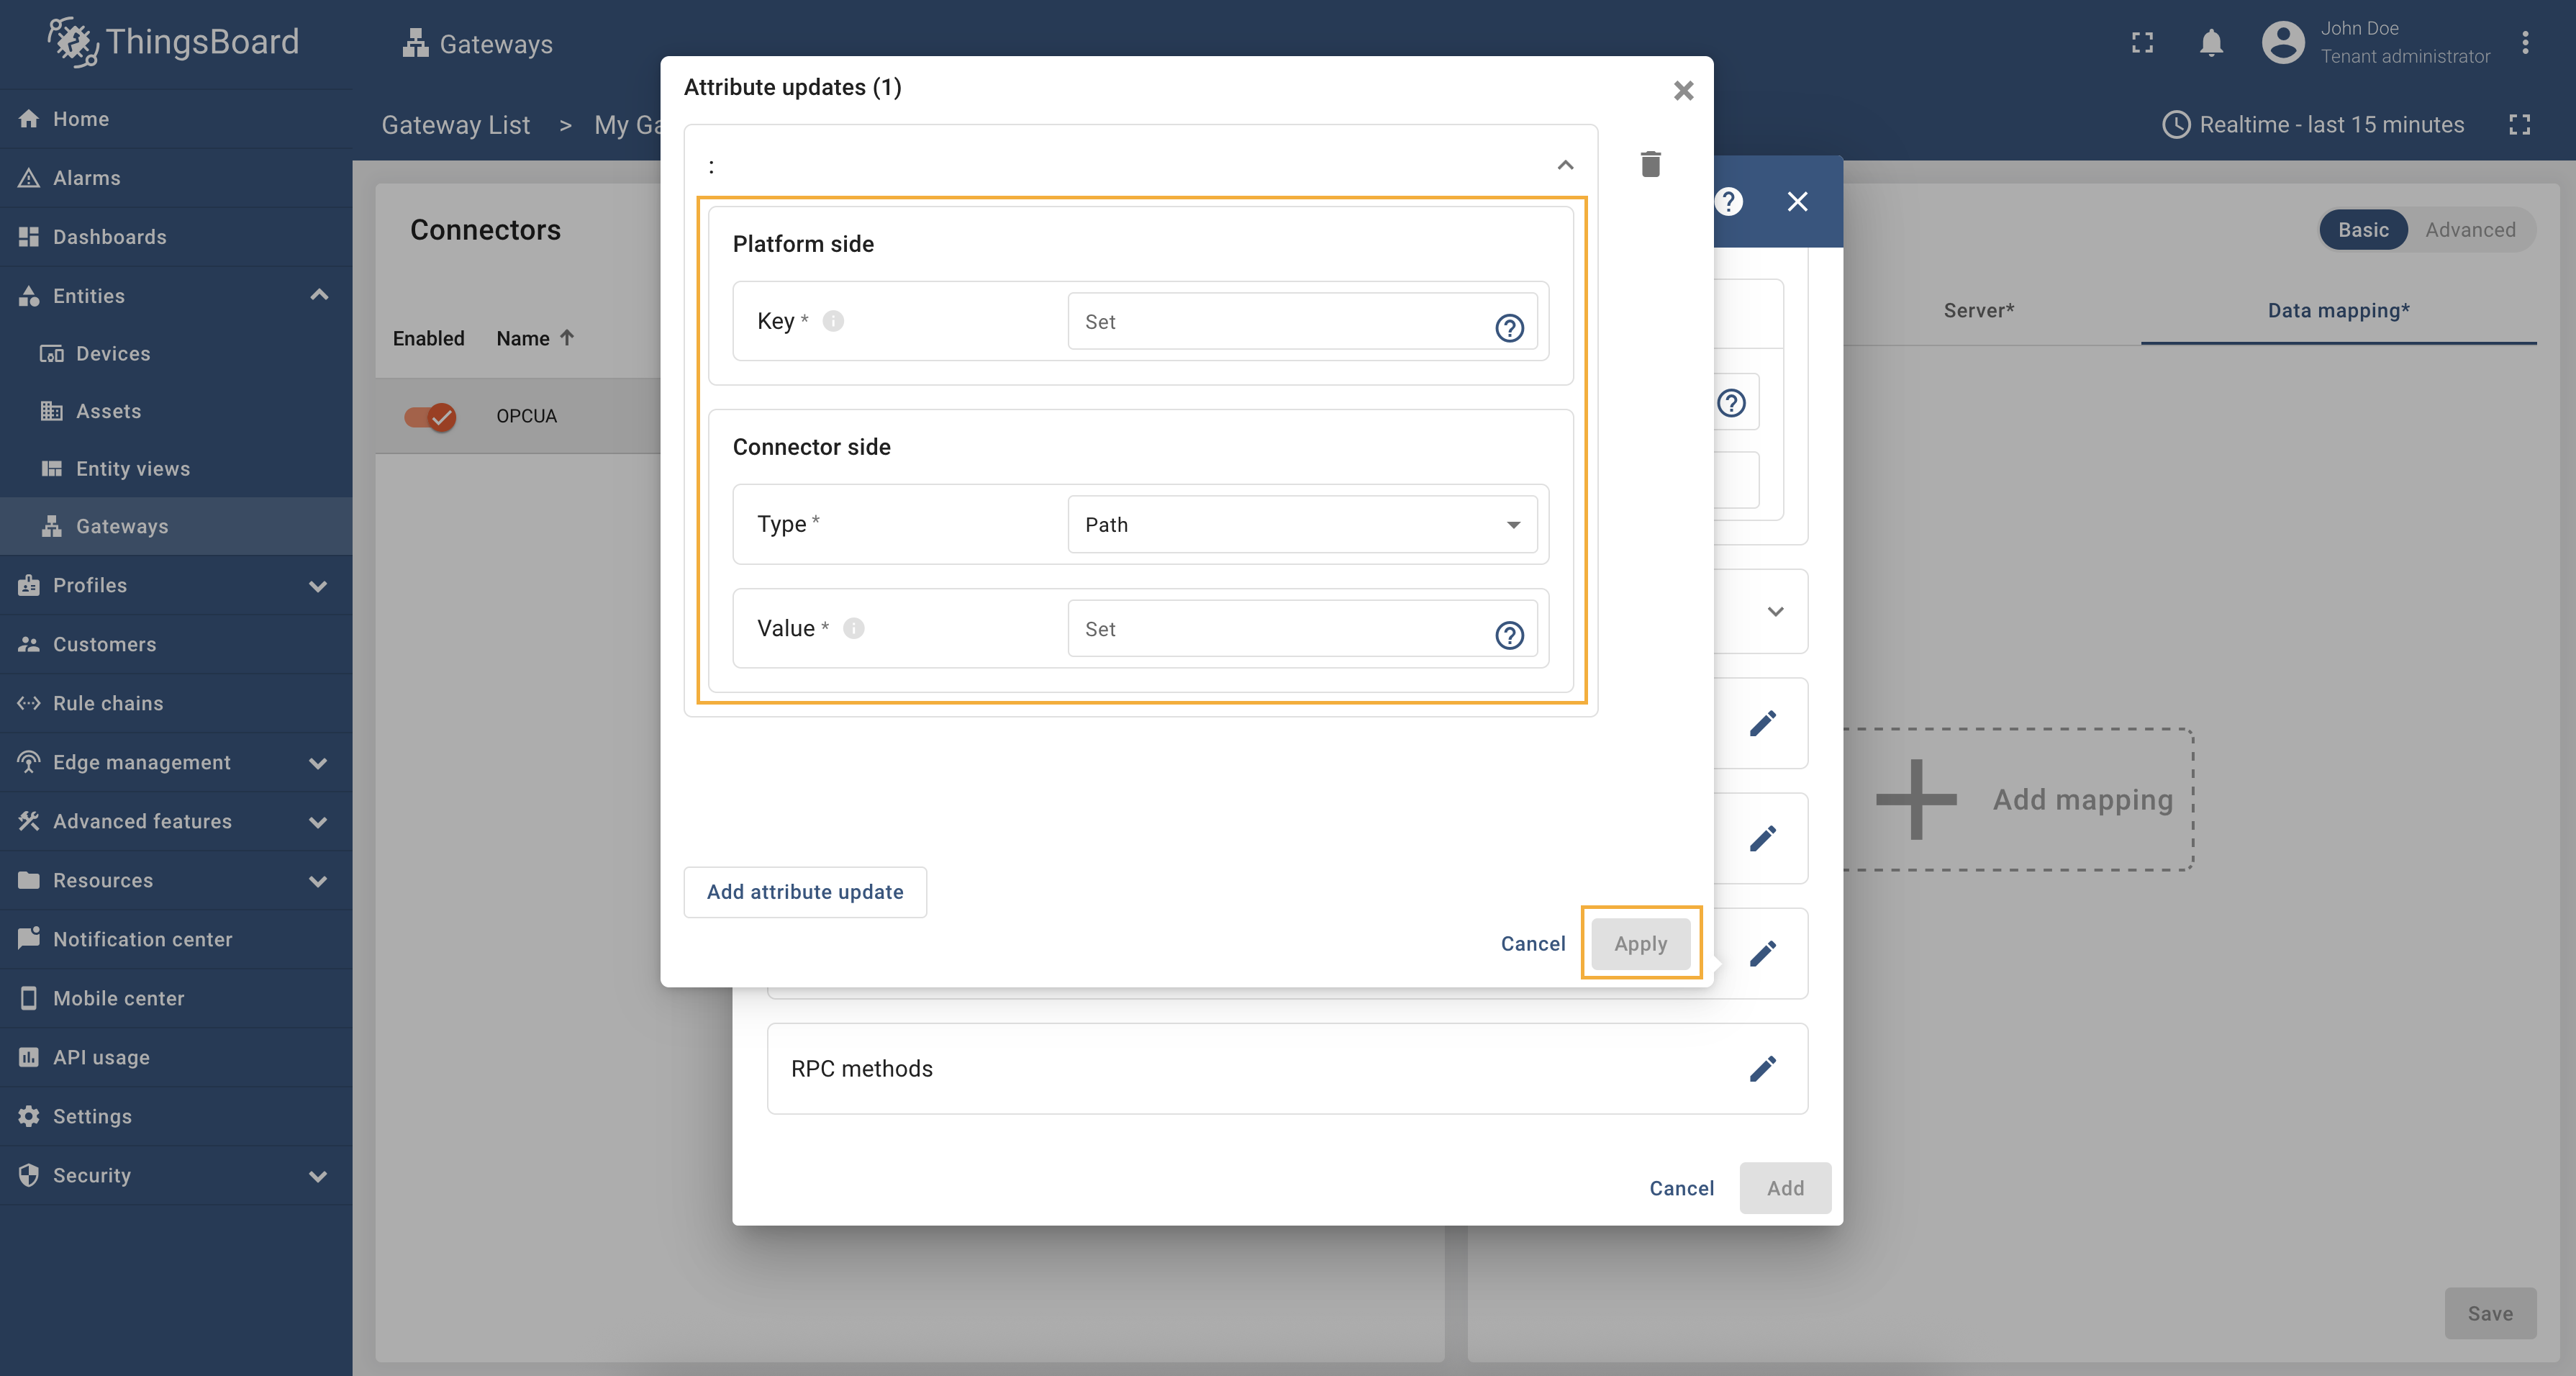 ThingsBoard
Gateways
John Doe
Tenant administrator
Gateway List > My Ga
Realtime - last 15 minutes
Home
Alarms
Dashboards
Entities
Devices
Assets
Entity views
Gateways
Profiles
Customers
Rule chains
Edge management
Advanced features
Resources
Notification center
Mobile center
API usage
Settings
Security
Connectors
Enabled Name
OPCUA
Attribute updates (1)
:
Platform side
Key *
Set
Connector side
Type *
Path
Value *
Set
Add attribute update
Cancel
Apply
RPC methods
Cancel
Add
Basic
Advanced
Server*
Data mapping*
Add mapping
Save